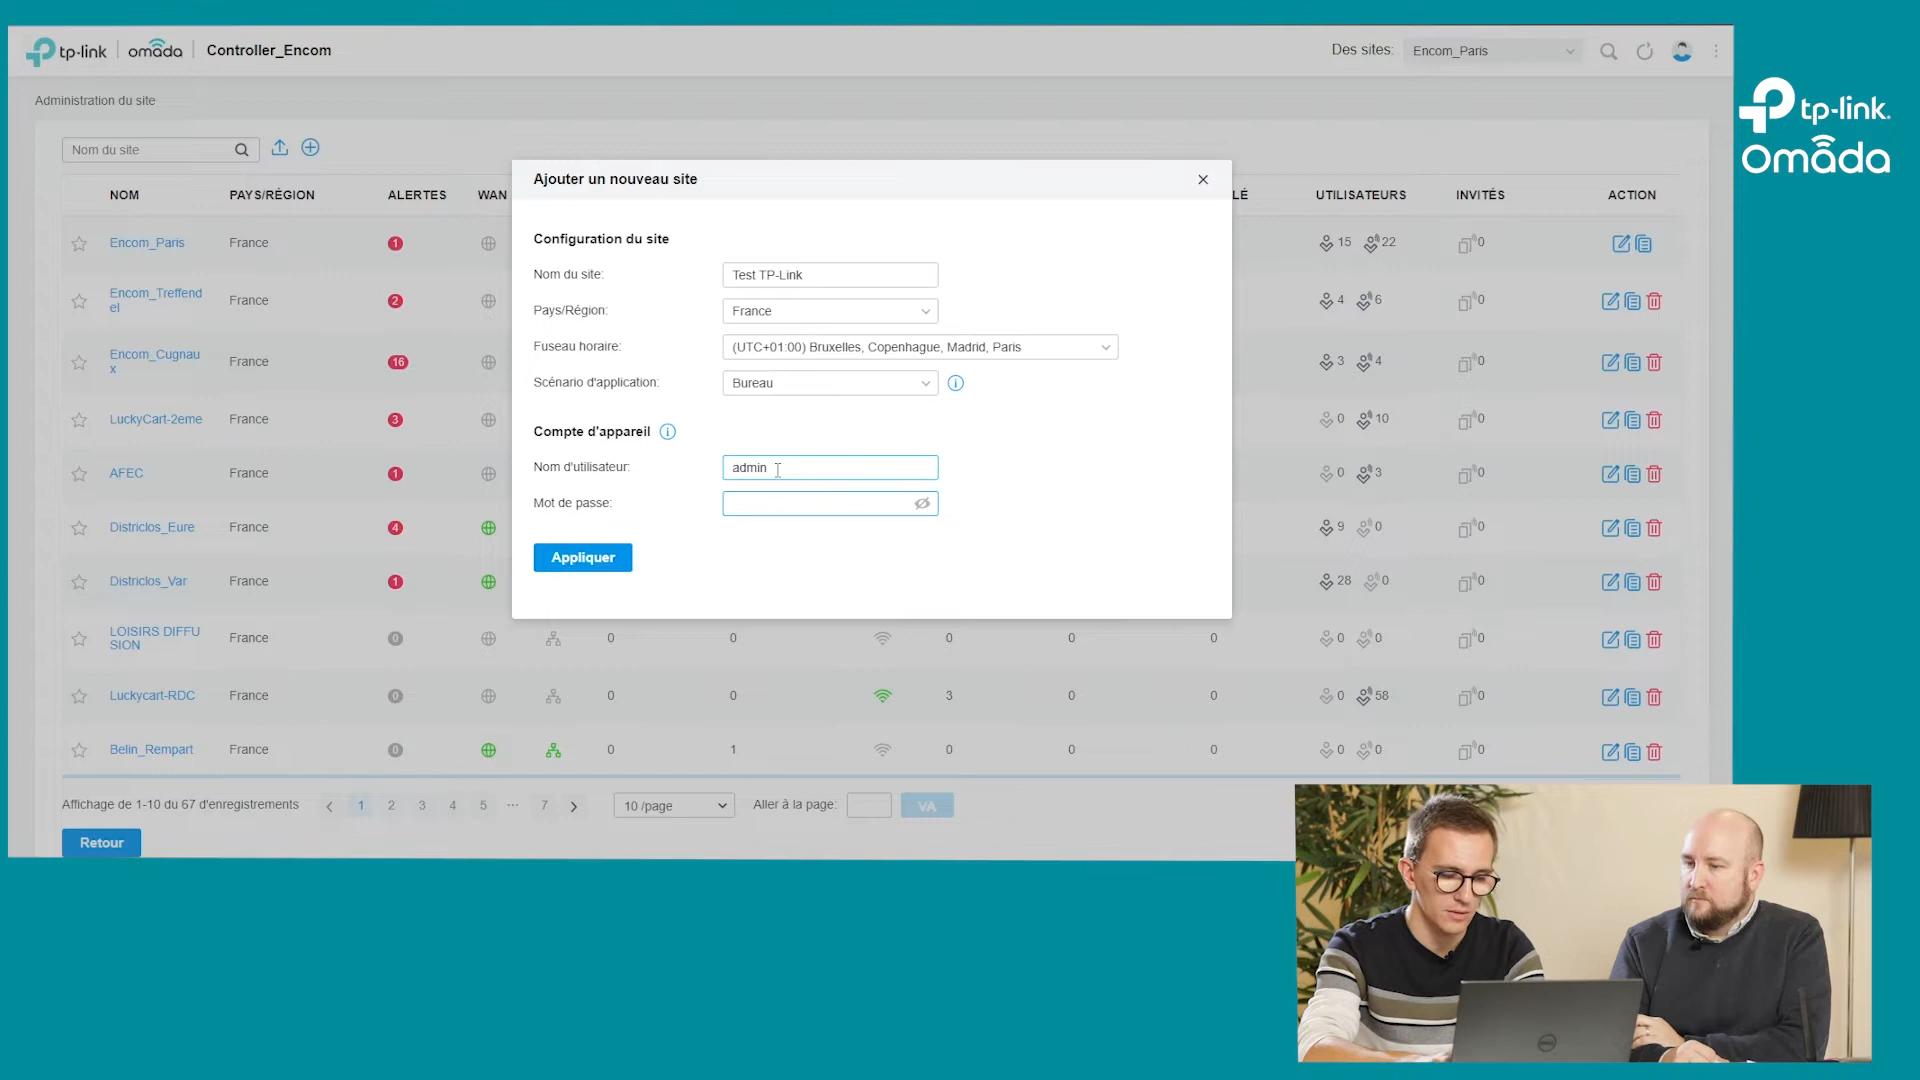 tp-link | omada | Controller_Encom
Des sites: Encom_Paris
tp-link
omada
Administration du site
Nom du site
NOM PAYS/RÉGION ALERTES WAN LÉ UTILISATEURS INVITÉS ACTION
Encom_Paris France 1 15 22 0
Encom_Treffend
el France 2 4 6 0
Encom_Cugnau
x France 16 3 4 0
LuckyCart-2eme France 3 0 10 0
AFEC France 1 0 3 0
Districlos_Eure France 4 9 0 0
Districlos_Var France 1 28 0 0
LOISIRS DIFFU
SION France 0 0 0 0 0 0 0 0 0
Luckycart-RDC France 0 0 0 3 0 0 0 58 0
Belin_Rempart France 0 0 1 0 0 0 0 0 0
Ajouter un nouveau site
Configuration du site
Nom du site: Test TP-Link
Pays/Région: France
Fuseau horaire: (UTC+01:00) Bruxelles, Copenhague, Madrid, Paris
Scénario d'application: Bureau
Compte d'appareil
Nom d'utilisateur: admin
Mot de passe:
Appliquer
Affichage de 1-10 du 67 d'enregistrements 1 2 3 4 5 ... 7 10 /page Aller à la page: VA
Retour
DELL